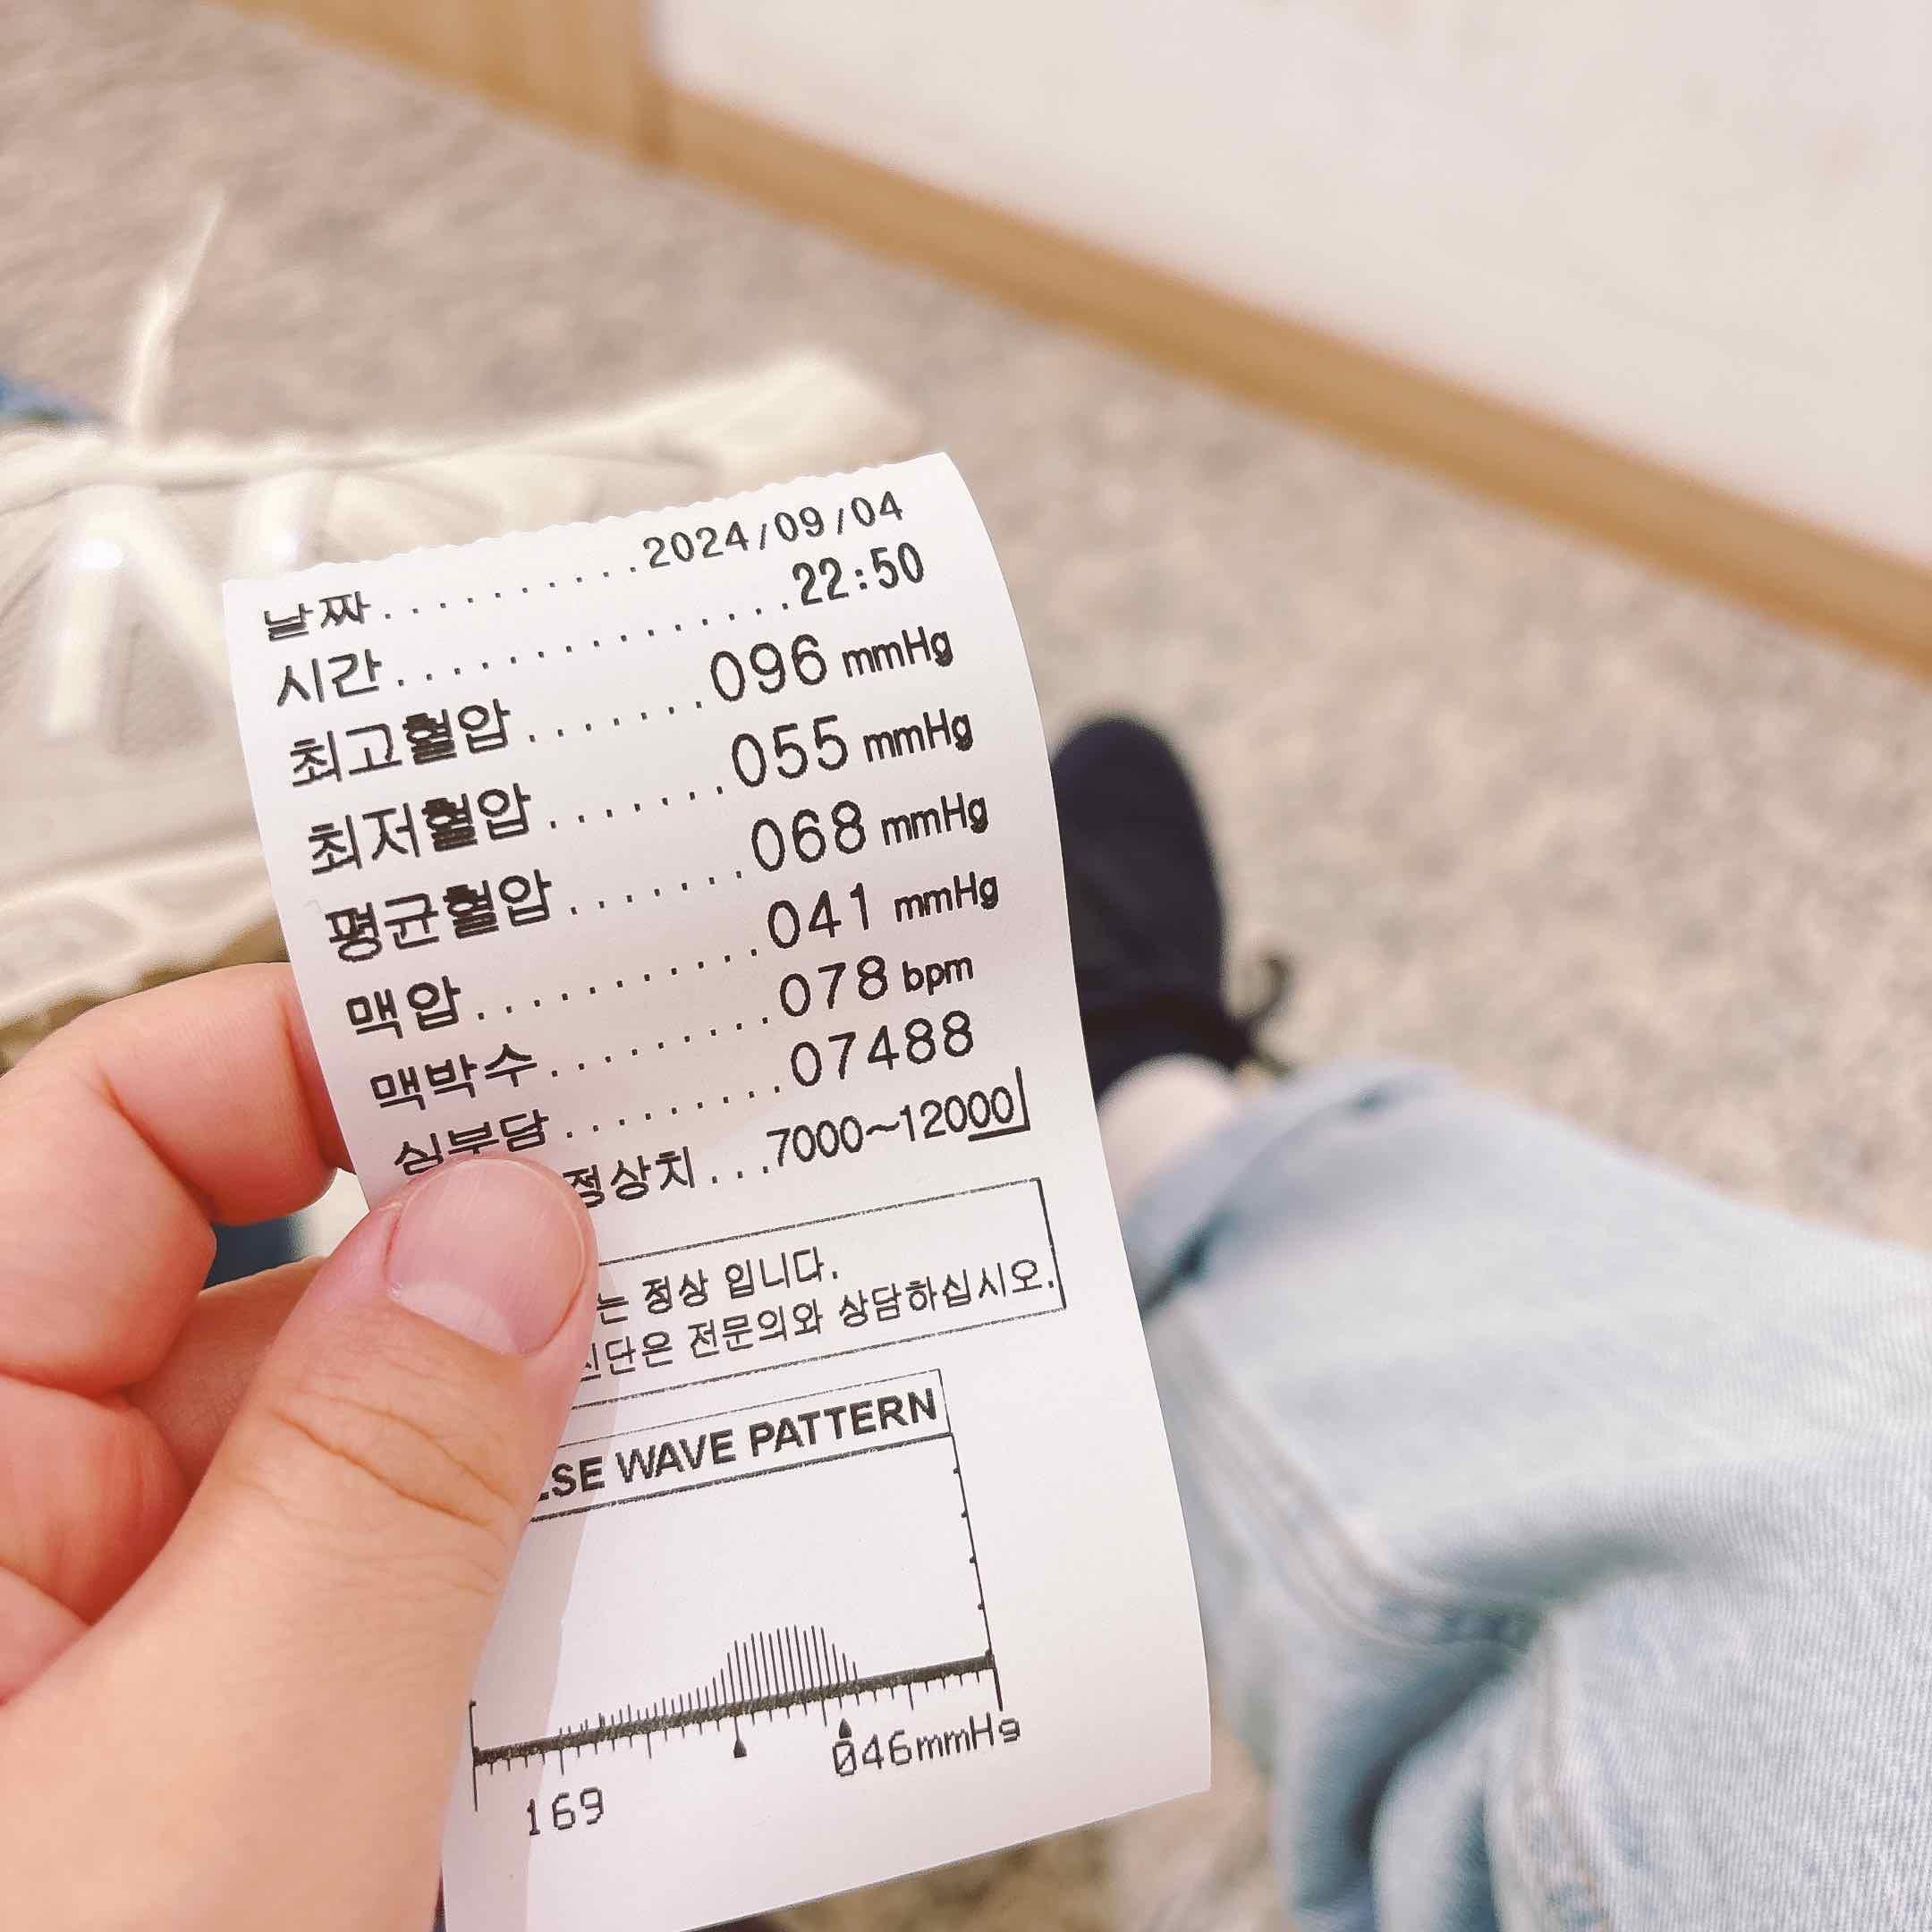 날짜..........2024/09/04
시간...............22:50
최고혈압.......096 mmHg
최저혈압.......055 mmHg
평균혈압.......068 mmHg
맥압...........041 mmHg
맥박수.........078 bpm
심부담.........07488
정상치...7000~12000
는 정상 입니다.
진단은 전문의와 상담하십시오.
WAVE PATTERN
169
046mmHg